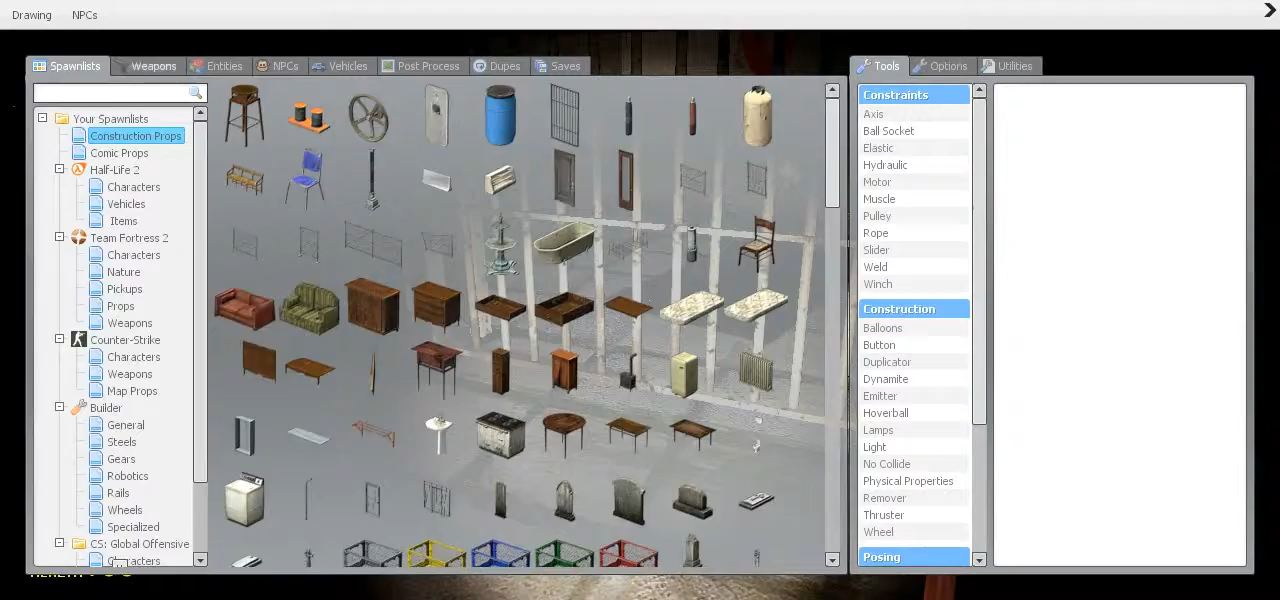 Drawing NPCs
Spawnlists Weapons Entities NPCs Vehicles Post Process Dupes Saves
Tools Options Utilities
Your Spawnlists
Construction Props
Comic Props
Half-Life 2
Characters
Vehicles
Items
Team Fortress 2
Characters
Nature
Pickups
Props
Weapons
Counter-Strike
Characters
Weapons
Map Props
Builder
General
Steels
Gears
Robotics
Rails
Wheels
Specialized
CS: Global Offensive
Characters
Constraints
Axis
Ball Socket
Elastic
Hydraulic
Motor
Muscle
Pulley
Rope
Slider
Weld
Winch
Construction
Balloons
Button
Duplicator
Dynamite
Emitter
Hoverball
Lamps
Light
No Collide
Physical Properties
Remover
Thruster
Wheel
Posing